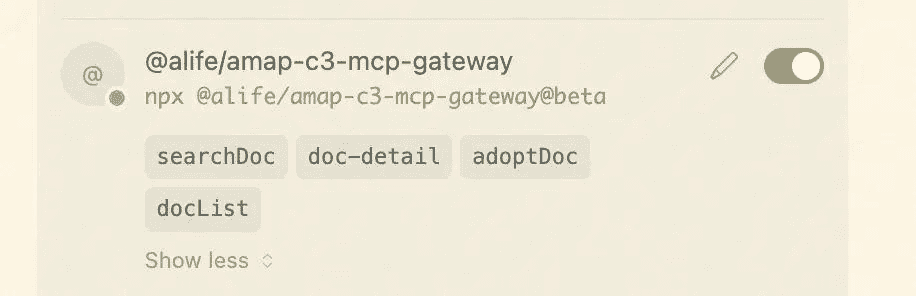 @
@alife/amap-c3-mcp-gateway
npx @alife/amap-c3-mcp-gateway@beta
searchDoc doc-detail adoptDoc
docList
Show less